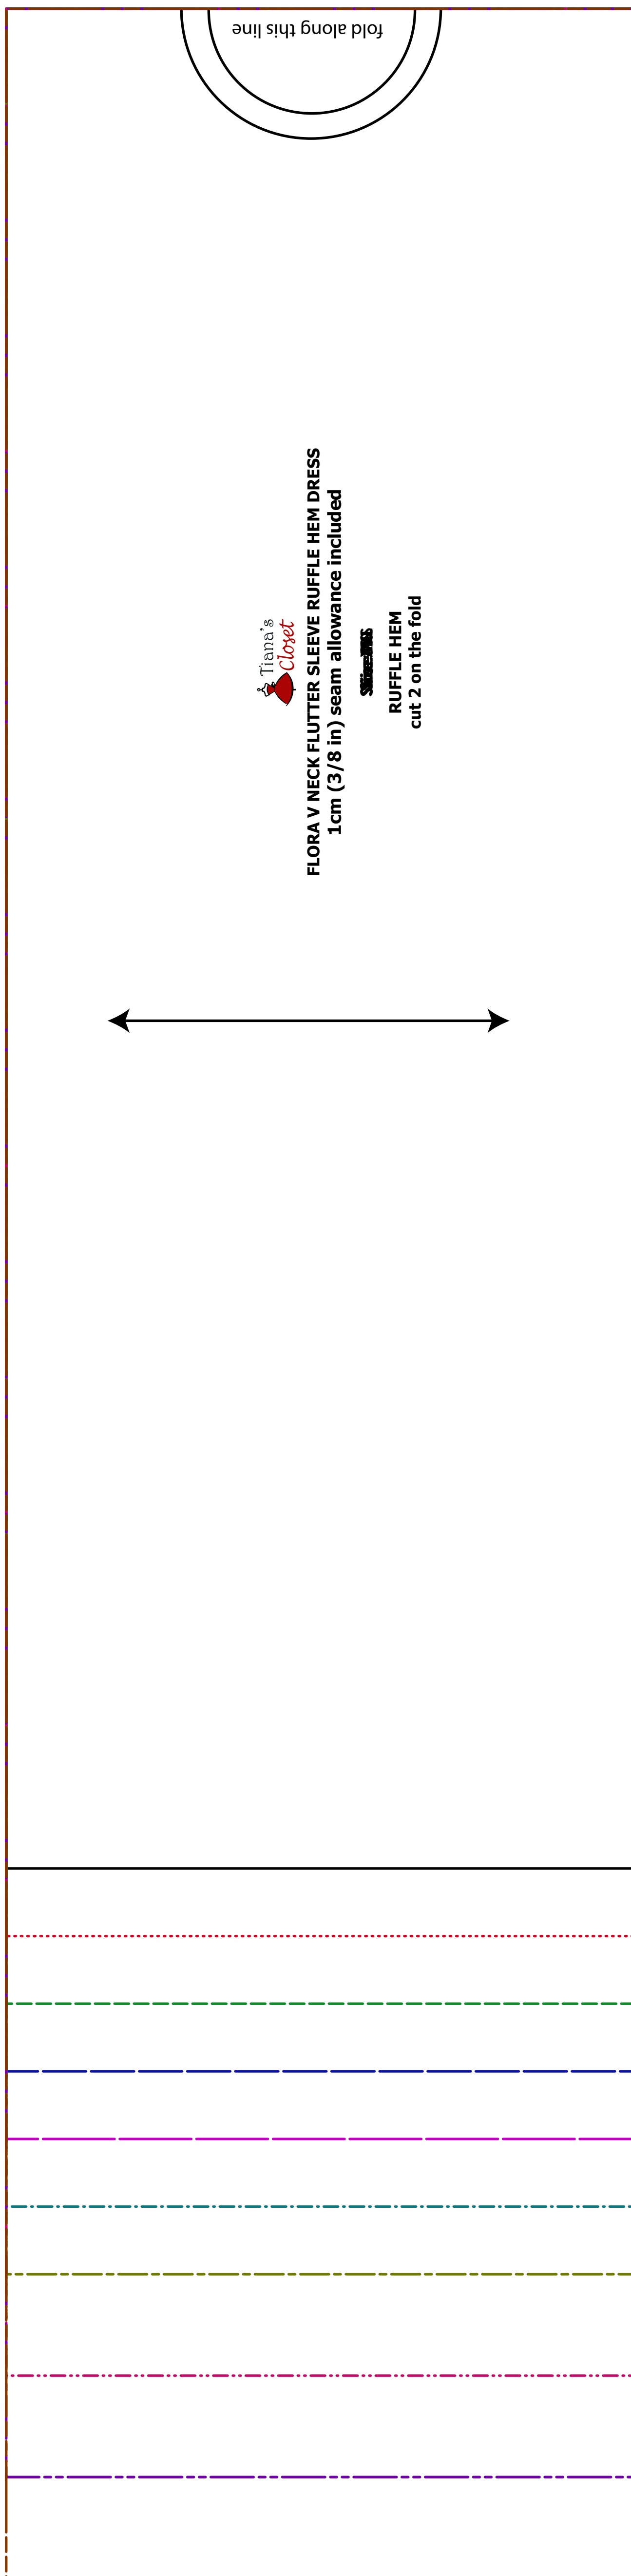 fold along this line
Tiana's
Closet
FLORA V NECK FLUTTER SLEEVE RUFFLE HEM DRESS
1cm (3/8 in) seam allowance included
RUFFLE HEM
cut 2 on the fold